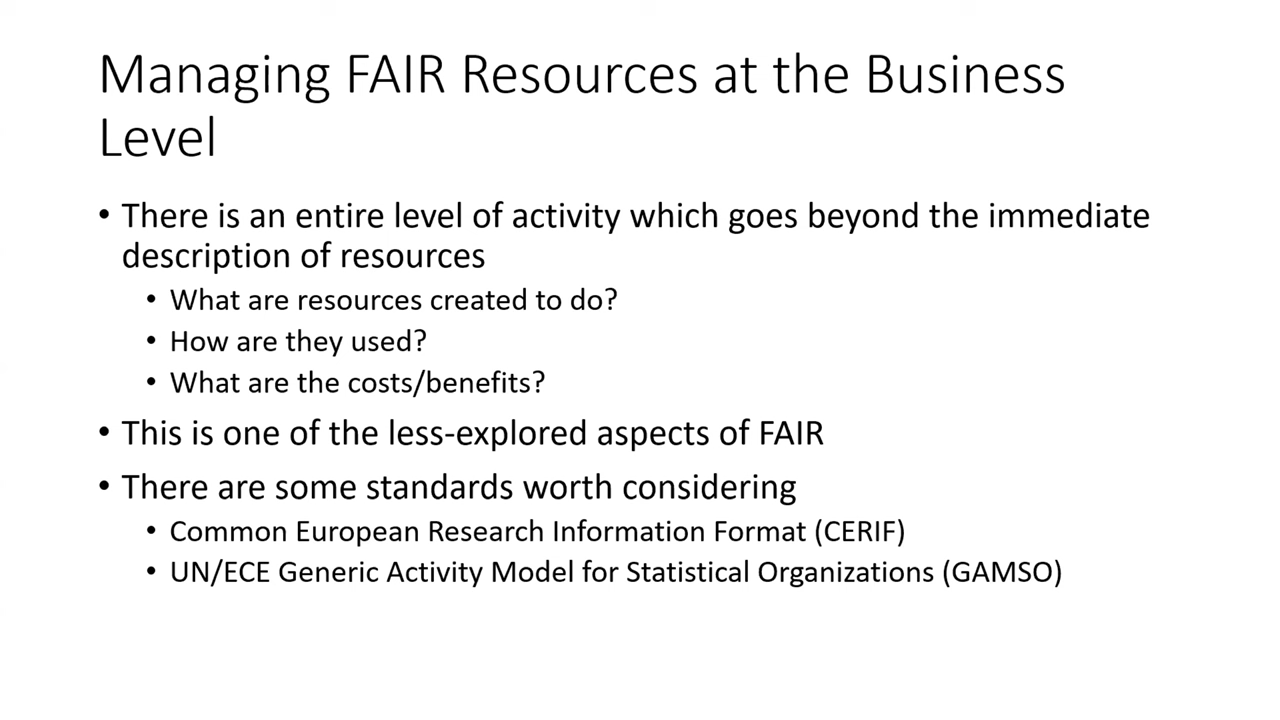 Managing FAIR Resources at the Business
Level
• There is an entire level of activity which goes beyond the immediate
description of resources
• What are resources created to do?
• How are they used?
• What are the costs/benefits?
• This is one of the less-explored aspects of FAIR
• There are some standards worth considering
• Common European Research Information Format (CERIF)
• UN/ECE Generic Activity Model for Statistical Organizations (GAMSO)